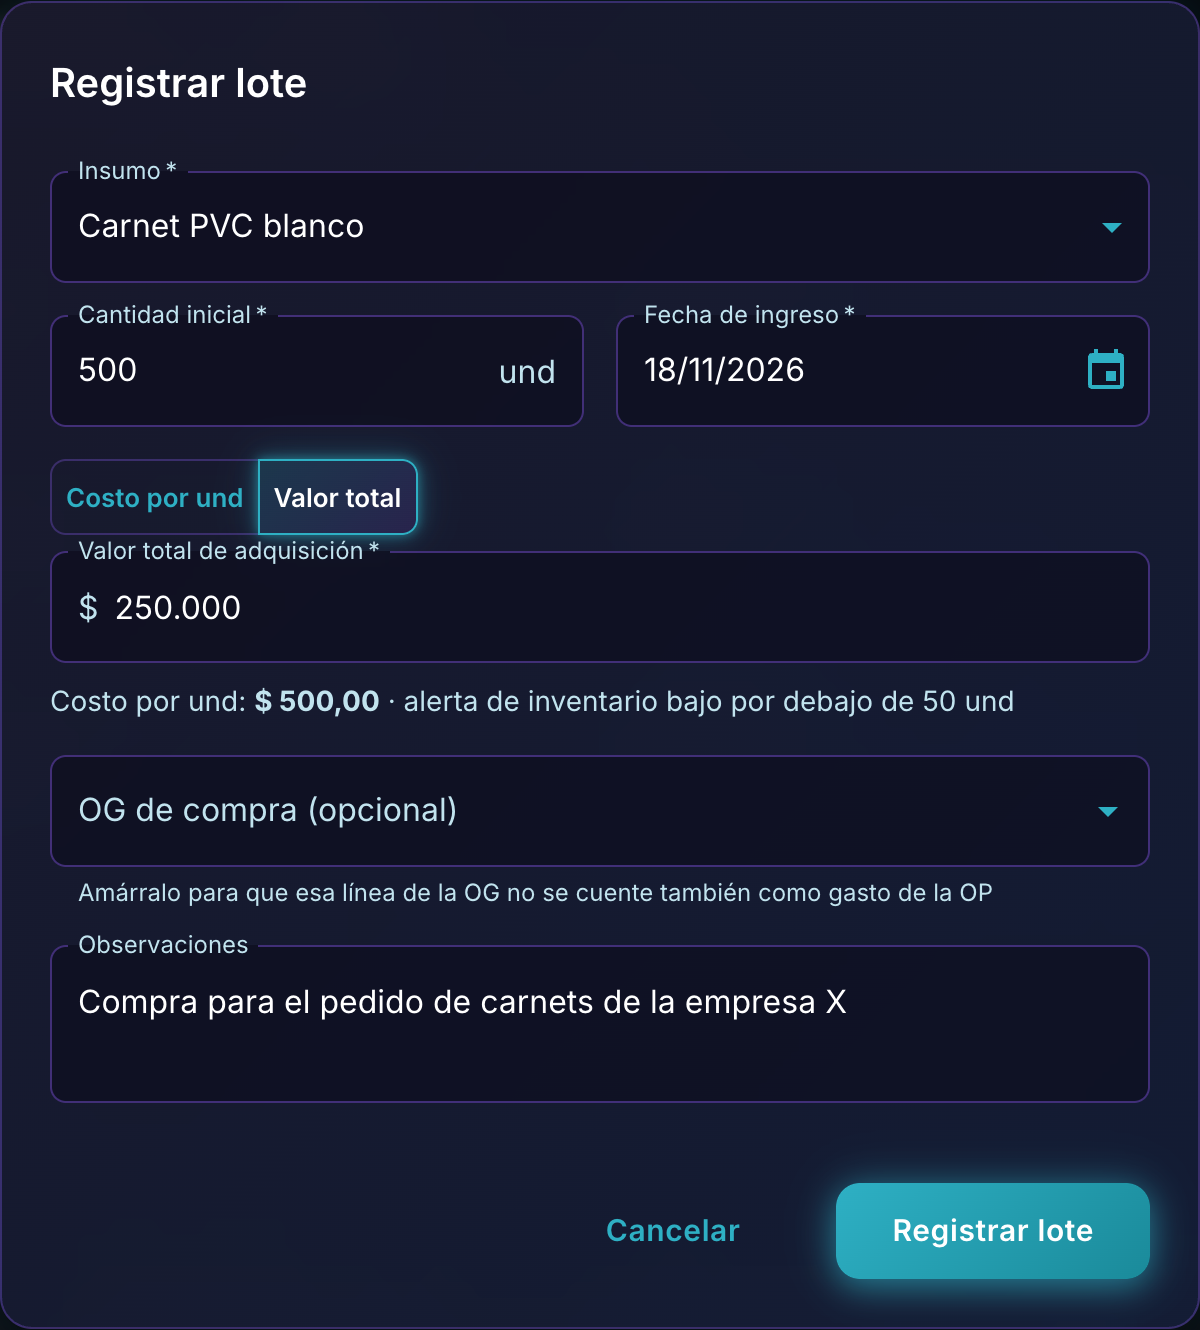 Registrar lote
Insumo *
Carnet PVC blanco
Cantidad inicial *
500 und
Fecha de ingreso *
18/11/2026
Costo por und
Valor total
Valor total de adquisición *
$ 250.000
Costo por und: $ 500,00 · alerta de inventario bajo por debajo de 50 und
OG de compra (opcional)
Amárralo para que esa línea de la OG no se cuente también como gasto de la OP
Observaciones
Compra para el pedido de carnets de la empresa X
Cancelar
Registrar lote